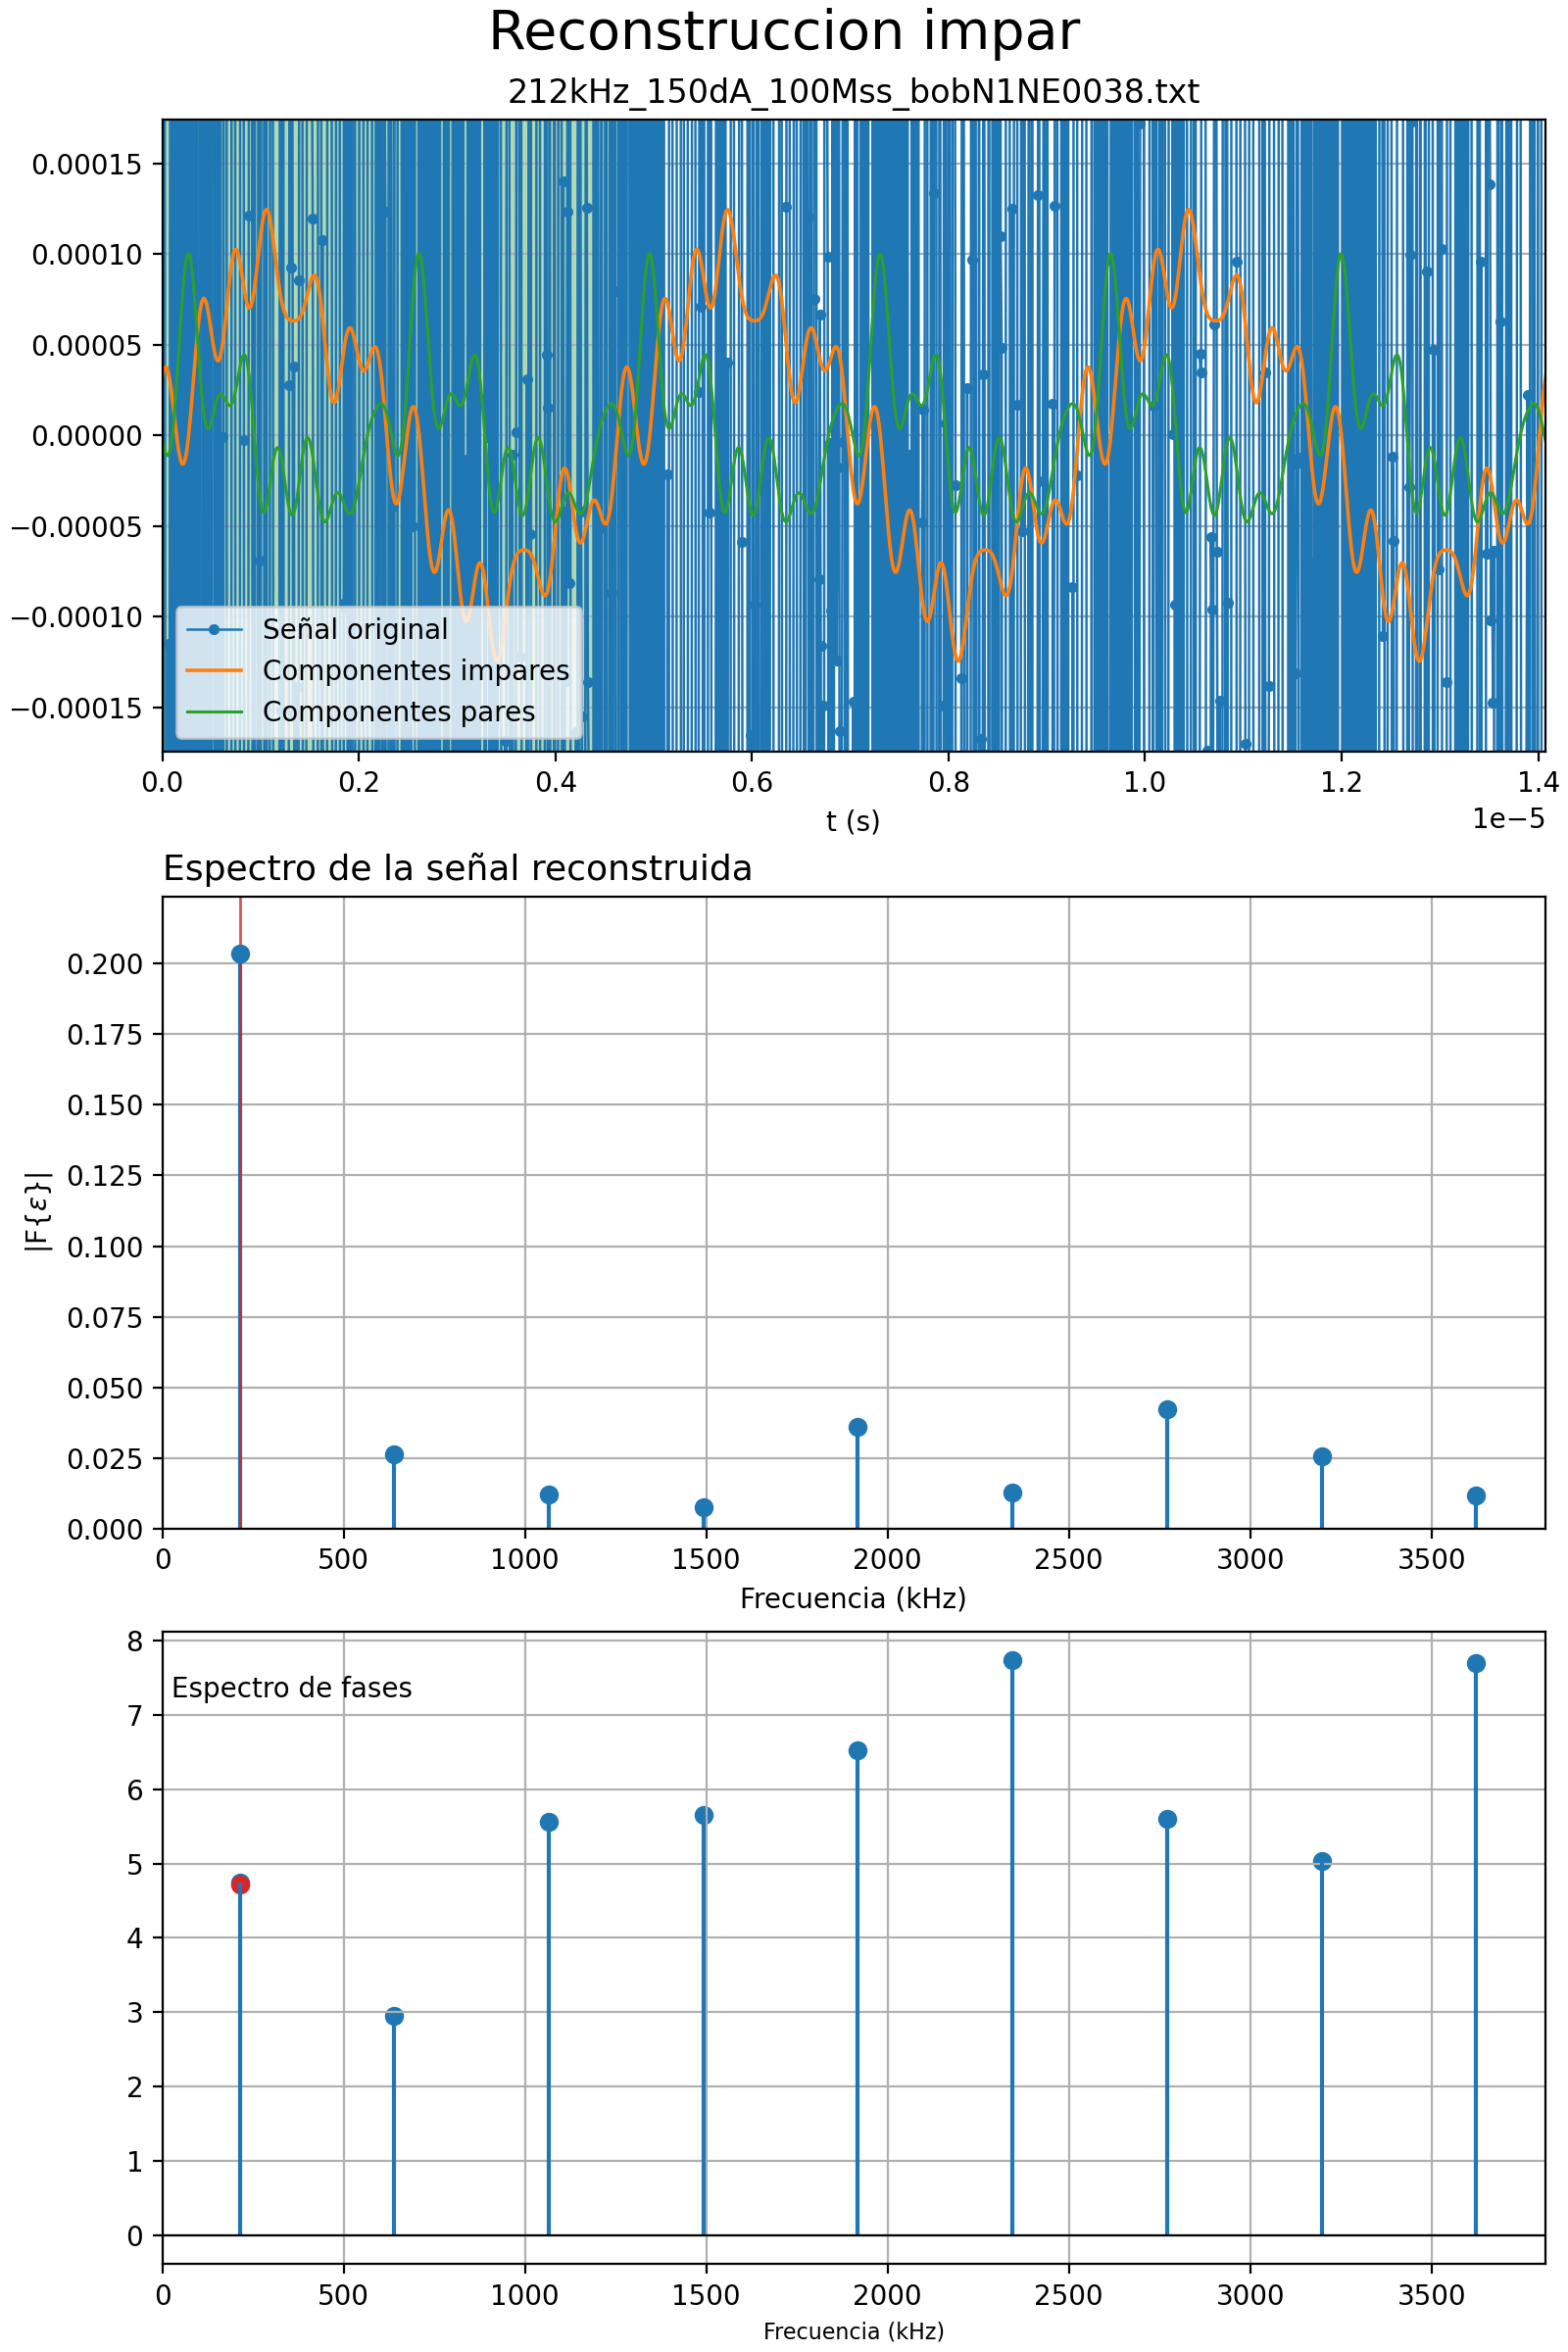 Reconstruccion impar
212kHz_150dA_100Mss_bobN1NE0038.txt
0.00015
0.00010
0.00005
0.00000
−0.00005
−0.00010
−0.00015
Señal original
Componentes impares
Componentes pares
0.0 0.2 0.4 0.6 0.8 1.0 1.2 1.4
t (s)
1e−5
Espectro de la señal reconstruida
0.200
0.175
0.150
0.125
0.100
0.075
0.050
0.025
0.000
|F{ε}|
0 500 1000 1500 2000 2500 3000 3500
Frecuencia (kHz)
Espectro de fases
8
7
6
5
4
3
2
1
0
0 500 1000 1500 2000 2500 3000 3500
Frecuencia (kHz)